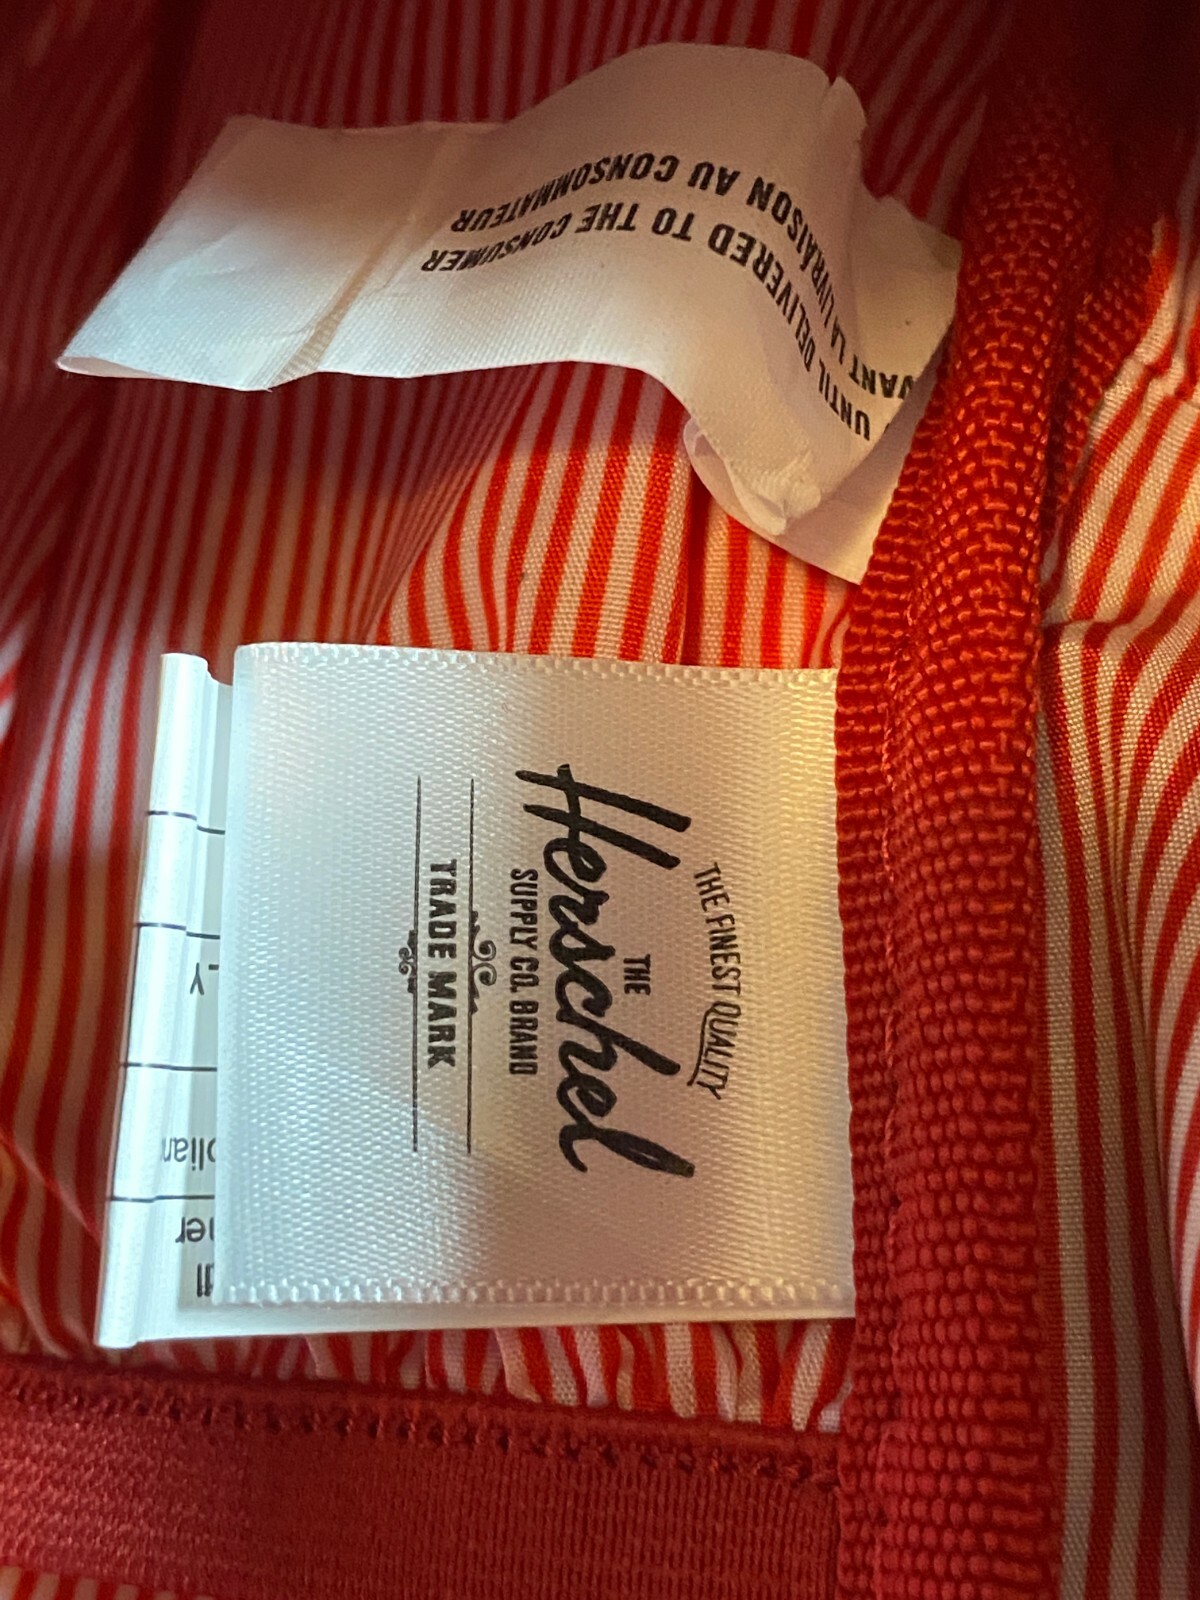 UNTIL DELIVERED TO THE CONSUMER
LA LIVRAISON AU CONSOMMATEUR
THE FINEST QUALITY
THE
Herschel
SUPPLY CO. BRAND
TRADE MARK